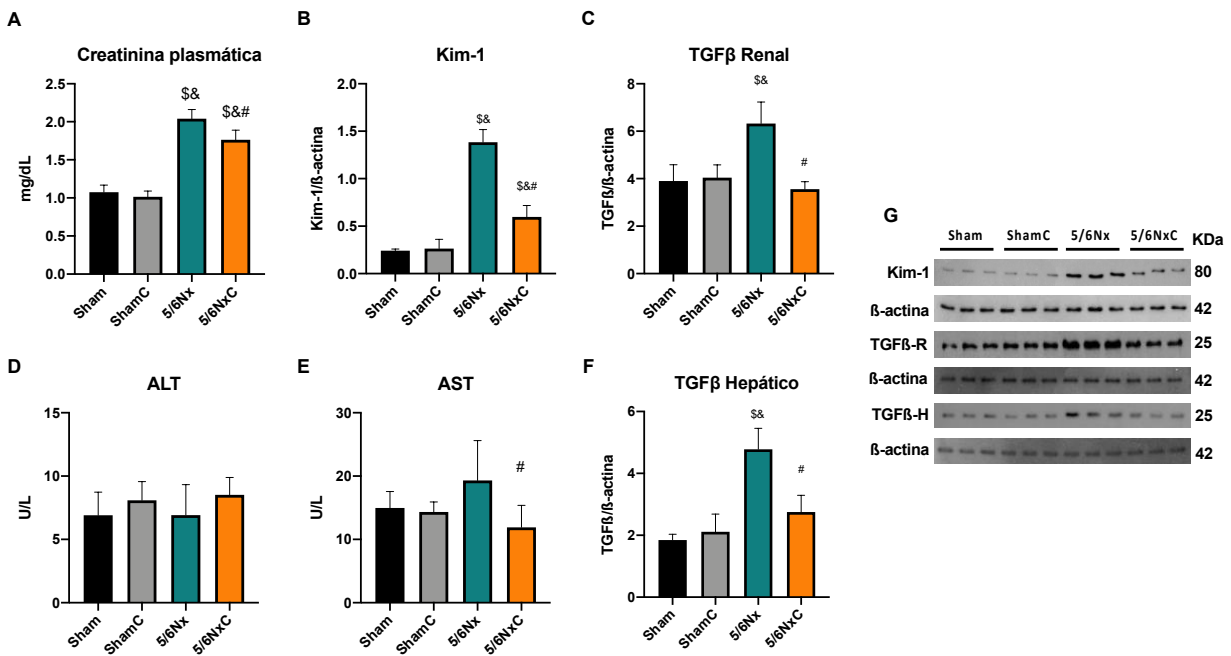 A
Creatinina plasmática
mg/dL
2.5
2.0
1.5
1.0
0.5
0.0
$&
$&#
Sham
ShamC
5/6Nx
5/6NxC
B
Kim-1
Kim-1/ß-actina
2.0
1.5
1.0
0.5
0.0
$&
$&#
Sham
ShamC
5/6Nx
5/6NxC
C
TGFβ Renal
TGFß/ß-actina
8
6
4
2
0
$&
#
Sham
ShamC
5/6Nx
5/6NxC
D
ALT
U/L
15
10
5
0
Sham
ShamC
5/6Nx
5/6NxC
E
AST
U/L
30
20
10
0
#
Sham
ShamC
5/6Nx
5/6NxC
F
TGFβ Hepático
TGFß/ß-actina
6
4
2
0
$&
#
Sham
ShamC
5/6Nx
5/6NxC
G
Sham ShamC 5/6Nx 5/6NxC KDa
Kim-1 80
ß-actina 42
TGFß-R 25
ß-actina 42
TGFß-H 25
ß-actina 42